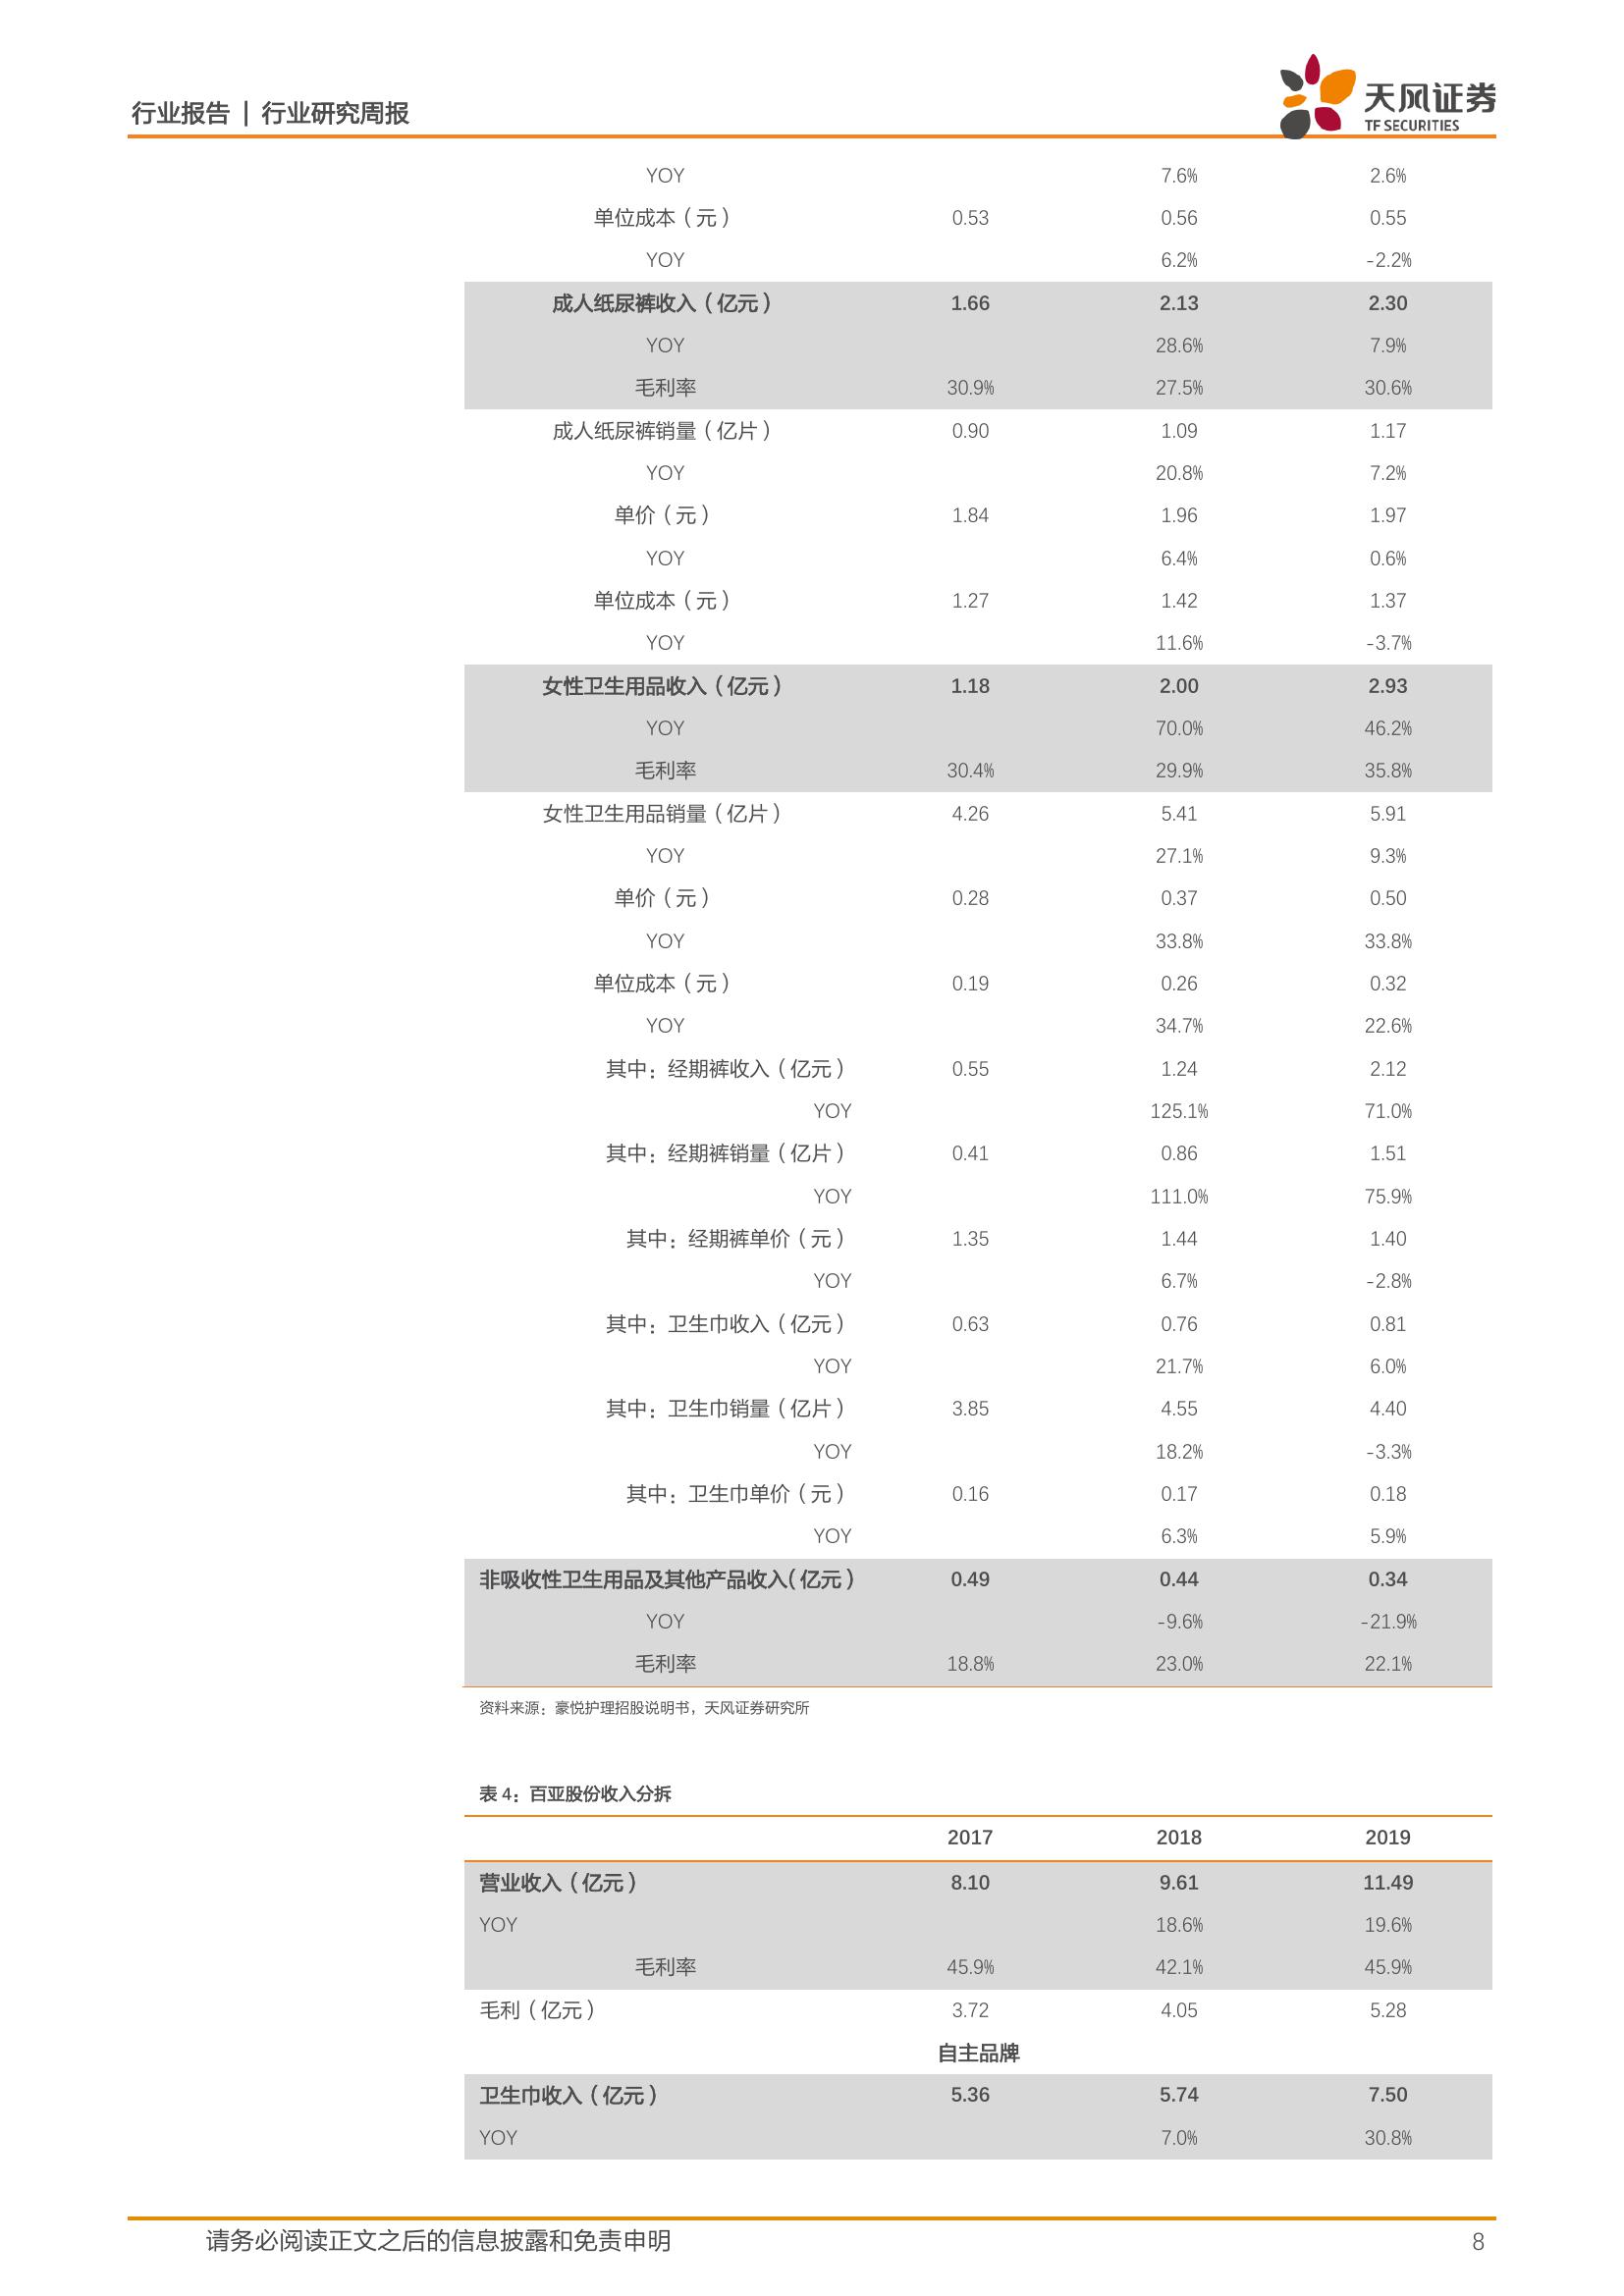 行业报告 | 行业研究周报
天风证券
TF SECURITIES
YOY 7.6% 2.6%
单位成本（元） 0.53 0.56 0.55
YOY 6.2% -2.2%
成人纸尿裤收入（亿元） 1.66 2.13 2.30
YOY 28.6% 7.9%
毛利率 30.9% 27.5% 30.6%
成人纸尿裤销量（亿片） 0.90 1.09 1.17
YOY 20.8% 7.2%
单价（元） 1.84 1.96 1.97
YOY 6.4% 0.6%
单位成本（元） 1.27 1.42 1.37
YOY 11.6% -3.7%
女性卫生用品收入（亿元） 1.18 2.00 2.93
YOY 70.0% 46.2%
毛利率 30.4% 29.9% 35.8%
女性卫生用品销量（亿片） 4.26 5.41 5.91
YOY 27.1% 9.3%
单价（元） 0.28 0.37 0.50
YOY 33.8% 33.8%
单位成本（元） 0.19 0.26 0.32
YOY 34.7% 22.6%
其中：经期裤收入（亿元） 0.55 1.24 2.12
YOY 125.1% 71.0%
其中：经期裤销量（亿片） 0.41 0.86 1.51
YOY 111.0% 75.9%
其中：经期裤单价（元） 1.35 1.44 1.40
YOY 6.7% -2.8%
其中：卫生巾收入（亿元） 0.63 0.76 0.81
YOY 21.7% 6.0%
其中：卫生巾销量（亿片） 3.85 4.55 4.40
YOY 18.2% -3.3%
其中：卫生巾单价（元） 0.16 0.17 0.18
YOY 6.3% 5.9%
非吸收性卫生用品及其他产品收入（亿元） 0.49 0.44 0.34
YOY -9.6% -21.9%
毛利率 18.8% 23.0% 22.1%
资料来源：豪悦护理招股说明书，天风证券研究所
表 4：百亚股份收入分拆
2017 2018 2019
营业收入（亿元） 8.10 9.61 11.49
YOY 18.6% 19.6%
毛利率 45.9% 42.1% 45.9%
毛利（亿元） 3.72 4.05 5.28
自主品牌
卫生巾收入（亿元） 5.36 5.74 7.50
YOY 7.0% 30.8%
请务必阅读正文之后的信息披露和免责申明 8